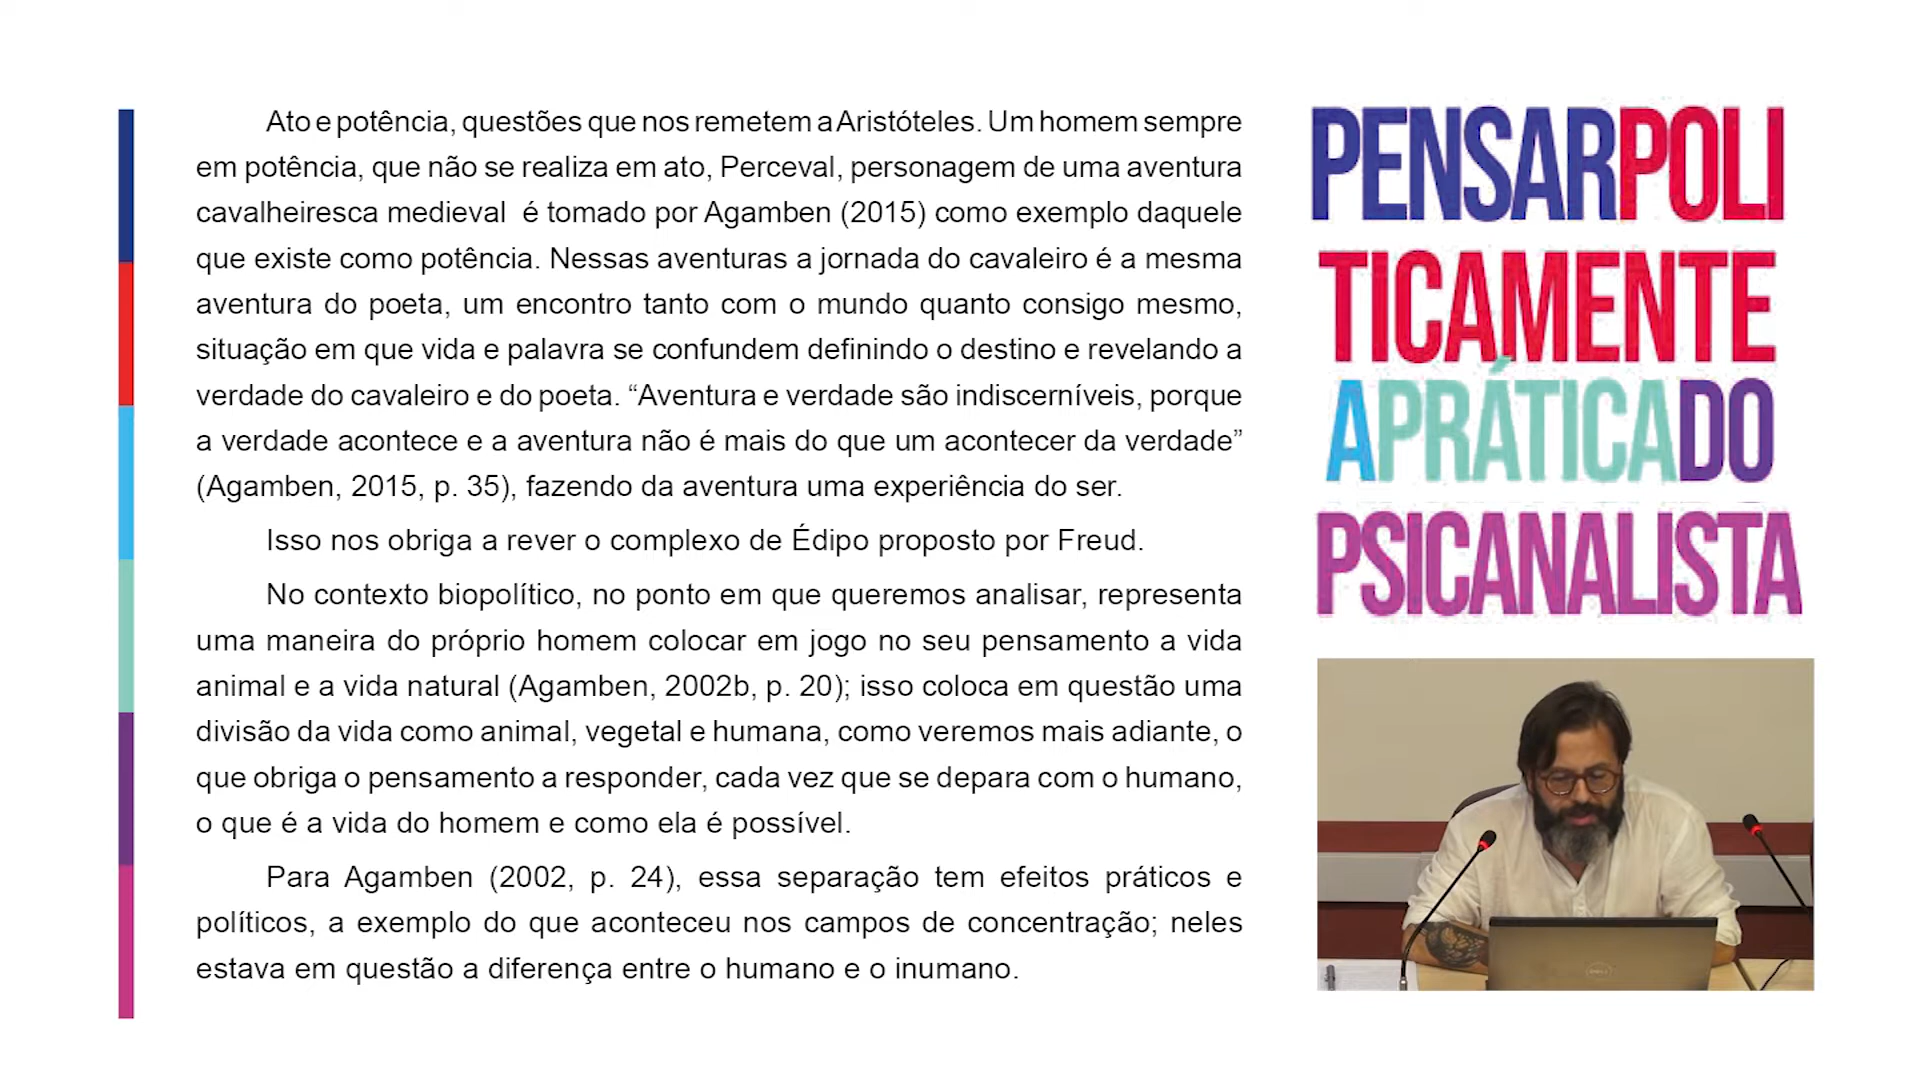 Ato e potência, questões que nos remetem a Aristóteles. Um homem sempre
em potência, que não se realiza em ato, Perceval, personagem de uma aventura
cavalheiresca medieval é tomado por Agamben (2015) como exemplo daquele
que existe como potência. Nessas aventuras a jornada do cavaleiro é a mesma
aventura do poeta, um encontro tanto com o mundo quanto consigo mesmo,
situação em que vida e palavra se confundem definindo o destino e revelando a
verdade do cavaleiro e do poeta. “Aventura e verdade são indiscerníveis, porque
a verdade acontece e a aventura não é mais do que um acontecer da verdade”
(Agamben, 2015, p. 35), fazendo da aventura uma experiência do ser.
Isso nos obriga a rever o complexo de Édipo proposto por Freud.
No contexto biopolítico, no ponto em que queremos analisar, representa
uma maneira do próprio homem colocar em jogo no seu pensamento a vida
animal e a vida natural (Agamben, 2002b, p. 20); isso coloca em questão uma
divisão da vida como animal, vegetal e humana, como veremos mais adiante, o
que obriga o pensamento a responder, cada vez que se depara com o humano,
o que é a vida do homem e como ela é possível.
Para Agamben (2002, p. 24), essa separação tem efeitos práticos e
políticos, a exemplo do que aconteceu nos campos de concentração; neles
estava em questão a diferença entre o humano e o inumano.
PENSARPOLI
TICAMENTE
APRÁTICADO
PSICANALISTA
DELL